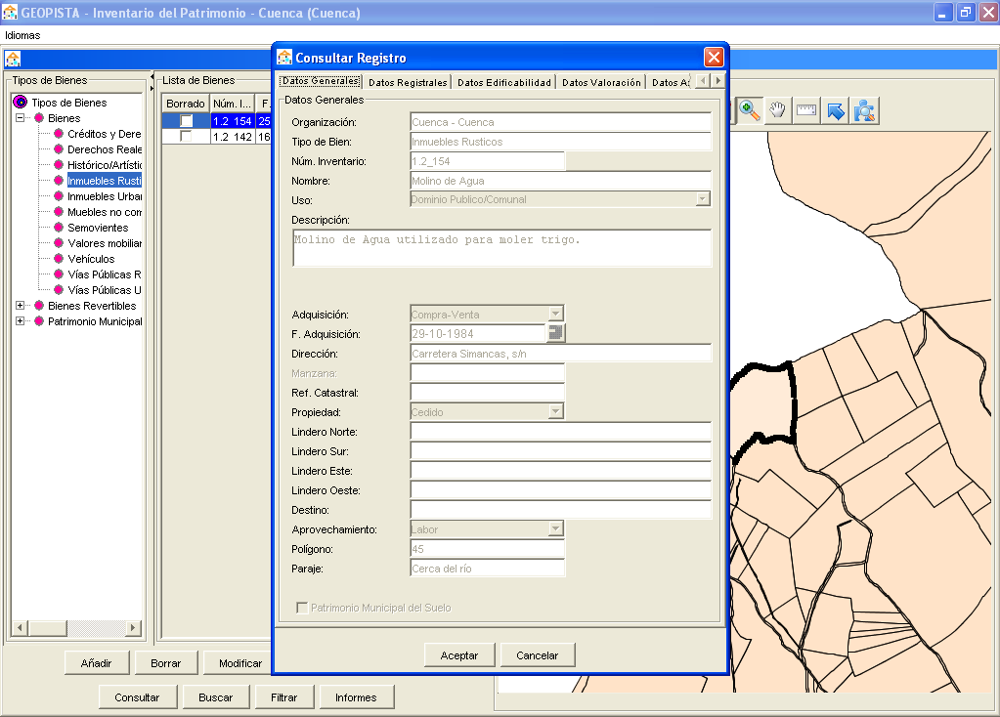 GEOPISTA - Inventario del Patrimonio - Cuenca (Cuenca)
Idiomas
Tipos de Bienes
Tipos de Bienes
Bienes
Créditos y Dere
Derechos Reale
Histórico/Artístic
Inmuebles Rusti
Inmuebles Urba
Muebles no com
Semovientes
Valores mobiliar
Vehículos
Vías Públicas R
Vías Públicas U
Bienes Revertibles
Patrimonio Municipal
Lista de Bienes
Borrado Núm. I... F.
1.2 154 25
1.2 142 16
Consultar Registro
Datos Generales Datos Registrales Datos Edificabilidad Datos Valoración Datos A
Datos Generales
Organización: Cuenca - Cuenca
Tipo de Bien: Inmuebles Rusticos
Núm. Inventario: 1.2_154
Nombre: Molino de Agua
Uso: Dominio Publico/Comunal
Descripción:
Molino de Agua utilizado para moler trigo.
Adquisición: Compra-Venta
F. Adquisición: 29-10-1984
Dirección: Carretera Simancas, s/n
Manzana:
Ref. Catastral:
Propiedad: Cedido
Lindero Norte:
Lindero Sur:
Lindero Este:
Lindero Oeste:
Destino:
Aprovechamiento: Labor
Polígono: 45
Paraje: Cerca del río
Patrimonio Municipal del Suelo
Aceptar Cancelar
Añadir Borrar Modificar
Consultar Buscar Filtrar Informes